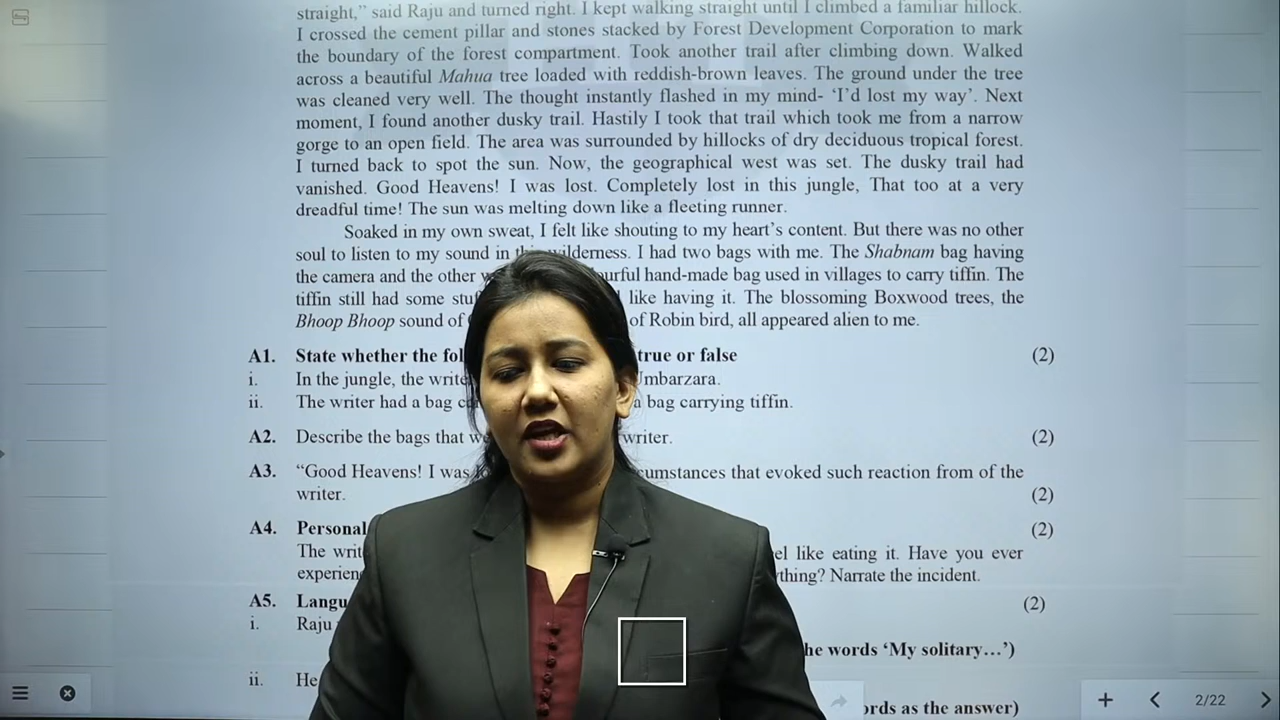 straight,” said Raju and turned right. I kept walking straight until I climbed a familiar hillock.
I crossed the cement pillar and stones stacked by Forest Development Corporation to mark
the boundary of the forest compartment. Took another trail after climbing down. Walked
across a beautiful Mahua tree loaded with reddish-brown leaves. The ground under the tree
was cleaned very well. The thought instantly flashed in my mind- ‘I’d lost my way’. Next
moment, I found another dusky trail. Hastily I took that trail which took me from a narrow
gorge to an open field. The area was surrounded by hillocks of dry deciduous tropical forest.
I turned back to spot the sun. Now, the geographical west was set. The dusky trail had
vanished. Good Heavens! I was lost. Completely lost in this jungle, That too at a very
dreadful time! The sun was melting down like a fleeting runner.
Soaked in my own sweat, I felt like shouting to my heart’s content. But there was no other
soul to listen to my sound in this wilderness. I had two bags with me. The Shabnam bag having
the camera and the other hand-made bag used in villages to carry tiffin. The
tiffin still had some like having it. The blossoming Boxwood trees, the
Bhoop Bhoop sound of of Robin bird, all appeared alien to me.
A1. State whether the true or false (2)
i. In the jungle, the Umbarzara.
ii. The writer had a bag a bag carrying tiffin.
A2. Describe the bags that writer. (2)
A3. “Good Heavens! I was that evoked such reaction from of the
writer. (2)
A4. Personal (2)
The like eating it. Have you ever
Narrate the incident.
A5. (2)
i. Raju
words ‘My solitary…’)
ii. He
as the answer)
2/22